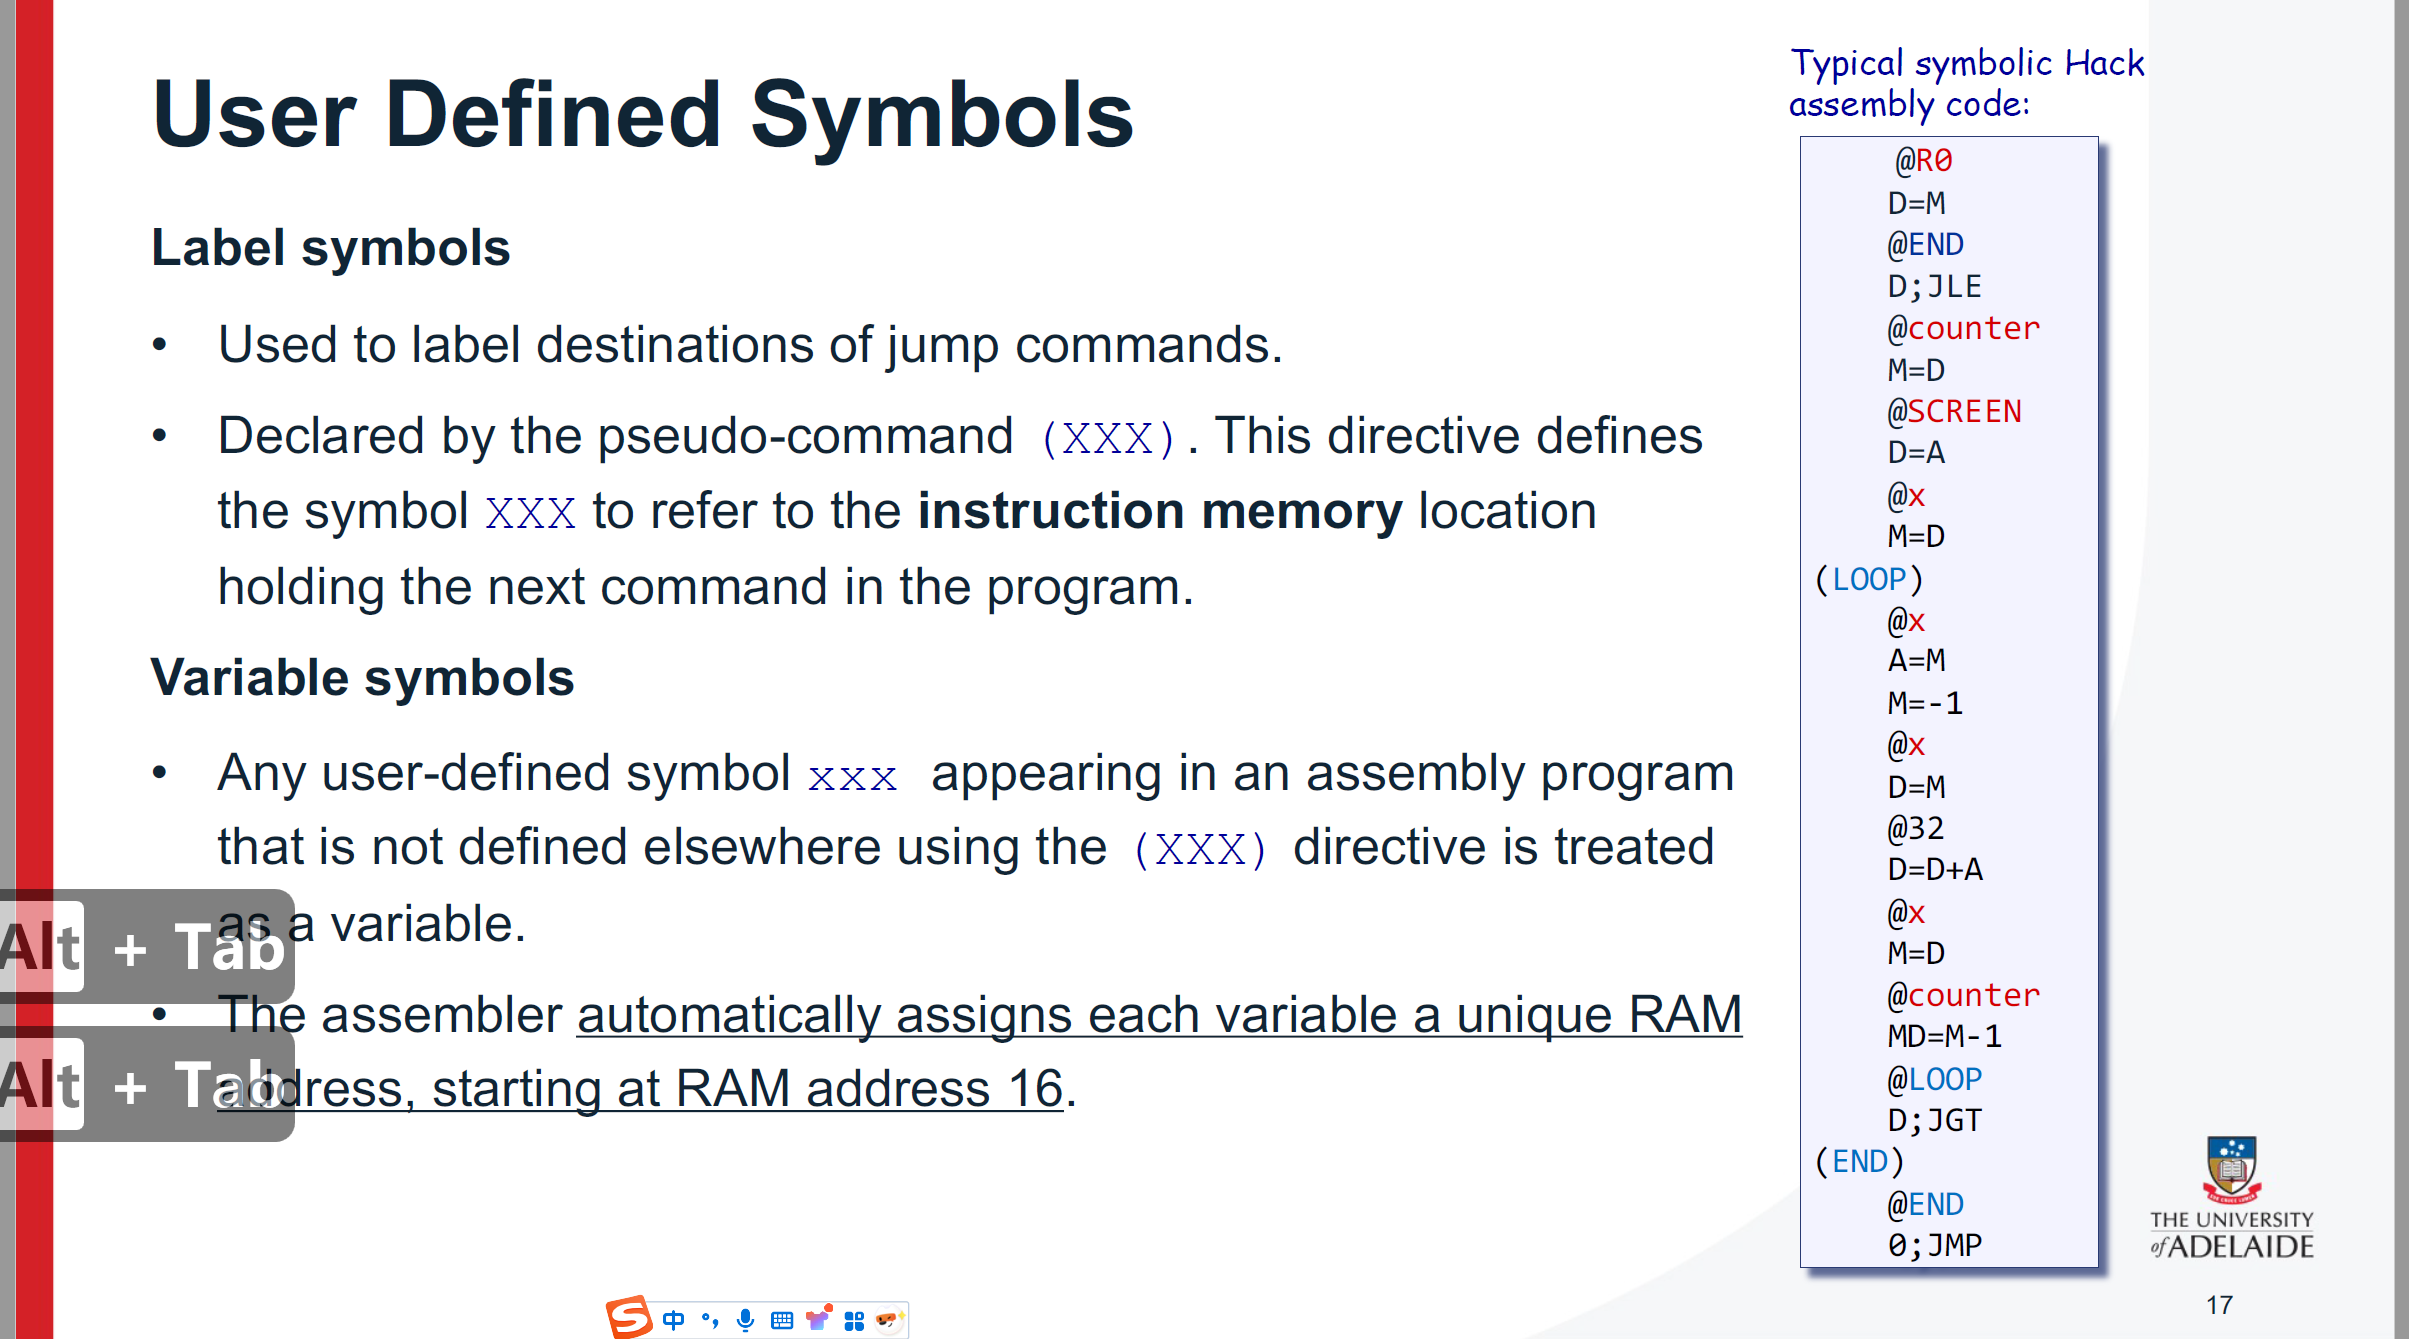 User Defined Symbols
Label symbols
• Used to label destinations of jump commands.
• Declared by the pseudo-command (XXX). This directive defines
the symbol XXX to refer to the instruction memory location
holding the next command in the program.
Variable symbols
• Any user-defined symbol xxx appearing in an assembly program
that is not defined elsewhere using the (XXX) directive is treated
as a variable.
• The assembler automatically assigns each variable a unique RAM
address, starting at RAM address 16.
Alt + Tab
Alt + Tab
Typical symbolic Hack
assembly code:
@R0
D=M
@END
D;JLE
@counter
M=D
@SCREEN
D=A
@x
M=D
(LOOP)
@x
A=M
M=-1
@x
D=M
@32
D=D+A
@x
M=D
@counter
MD=M-1
@LOOP
D;JGT
(END)
@END
0;JMP
THE UNIVERSITY
of ADELAIDE
17
S 中